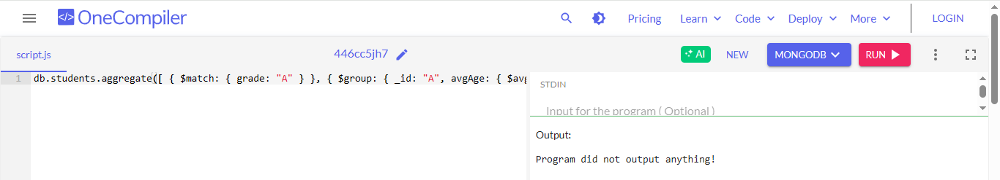 </> OneCompiler Pricing Learn Code Deploy More LOGIN
script.js 446cc5jh7 AI NEW MONGODB RUN
1 db.students.aggregate([ { $match: { grade: "A" } }, { $group: { _id: "A", avgAge: { $avg
STDIN
Input for the program ( Optional )
Output:
Program did not output anything!